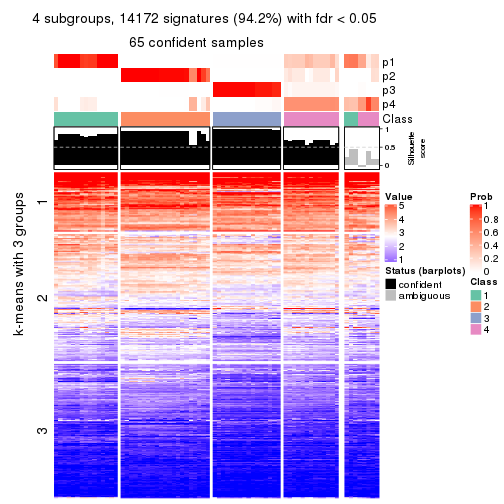 4 subgroups, 14172 signatures (94.2%) with fdr < 0.05
65 confident samples
p1
p2
p3
p4
Class
1
0.5
0
Silhouette
score
k-means with 3 groups
1
2
3
Value
5
4
3
2
1
Status (barplots)
confident
ambiguous
Prob
1
0.8
0.6
0.4
0.2
0
Class
1
2
3
4